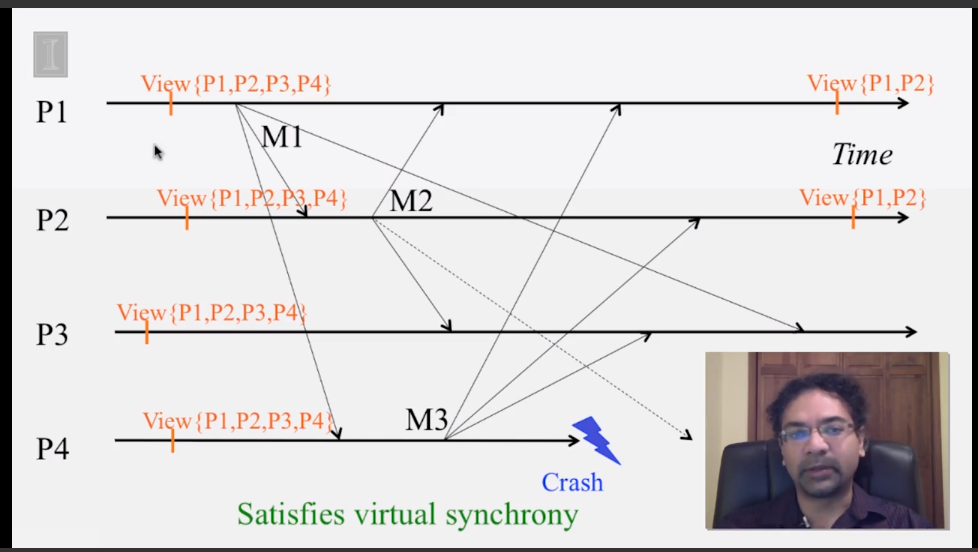 View{P1,P2,P3,P4}
View{P1,P2}
P1
M1
Time
View{P1,P2,P3,P4}
M2
View{P1,P2}
P2
View{P1,P2,P3,P4}
P3
View{P1,P2,P3,P4}
M3
P4
Crash
Satisfies virtual synchrony